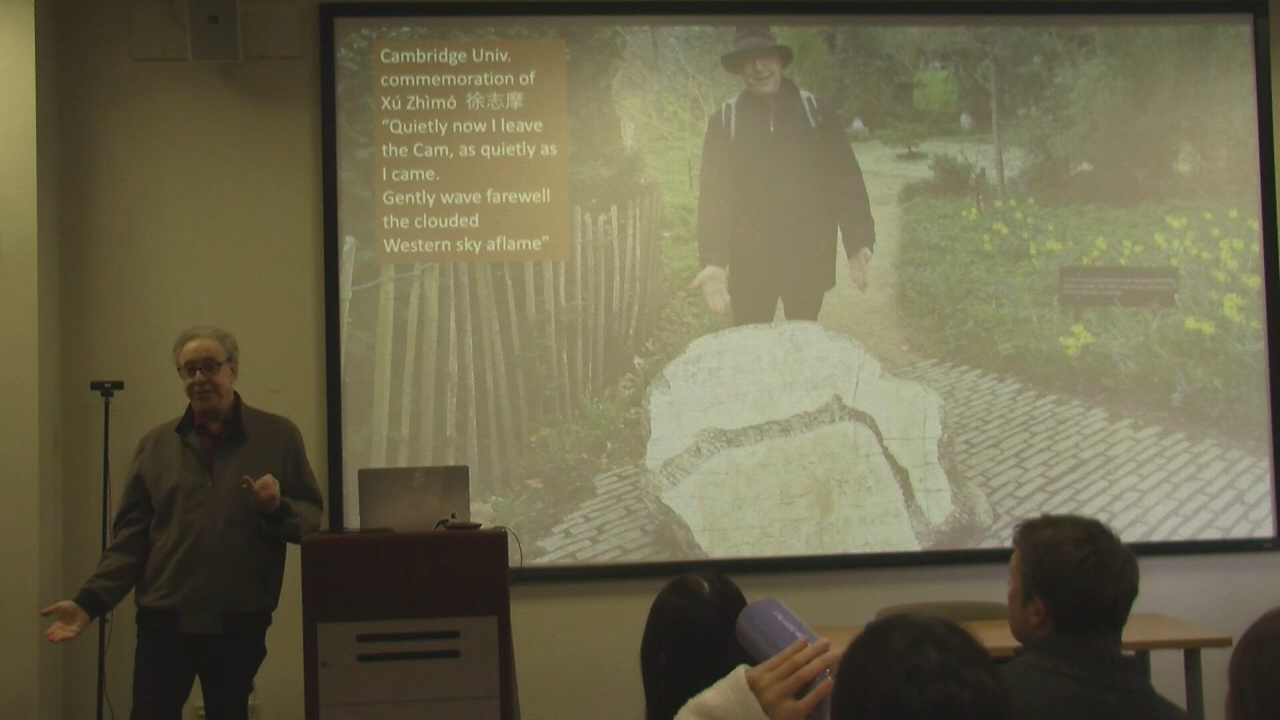 Cambridge Univ.
commemoration of
Xú Zhìmó 徐志摩
“Quietly now I leave
the Cam, as quietly as
I came.
Gently wave farewell
the clouded
Western sky aflame”